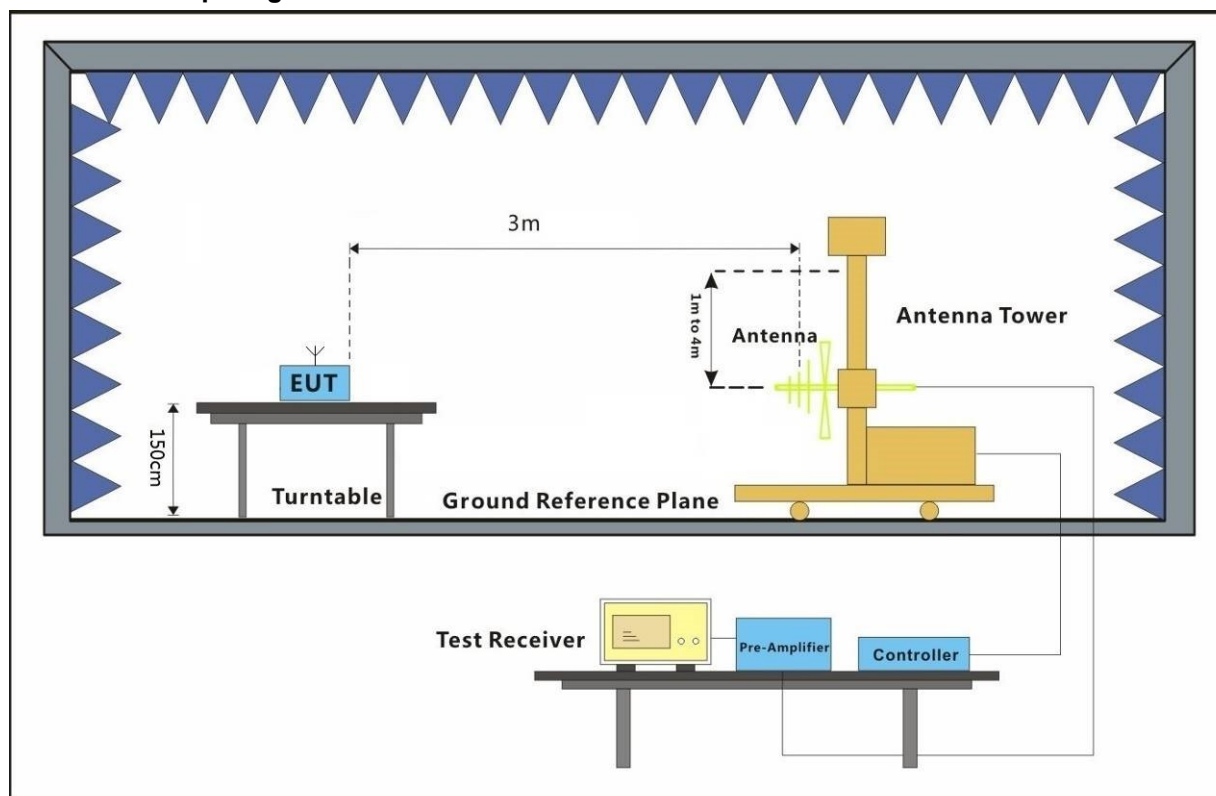 3m
1m to 4m
Antenna
Antenna Tower
EUT
150cm
Turntable
Ground Reference Plane
Test Receiver
Pre-Amplifier
Controller